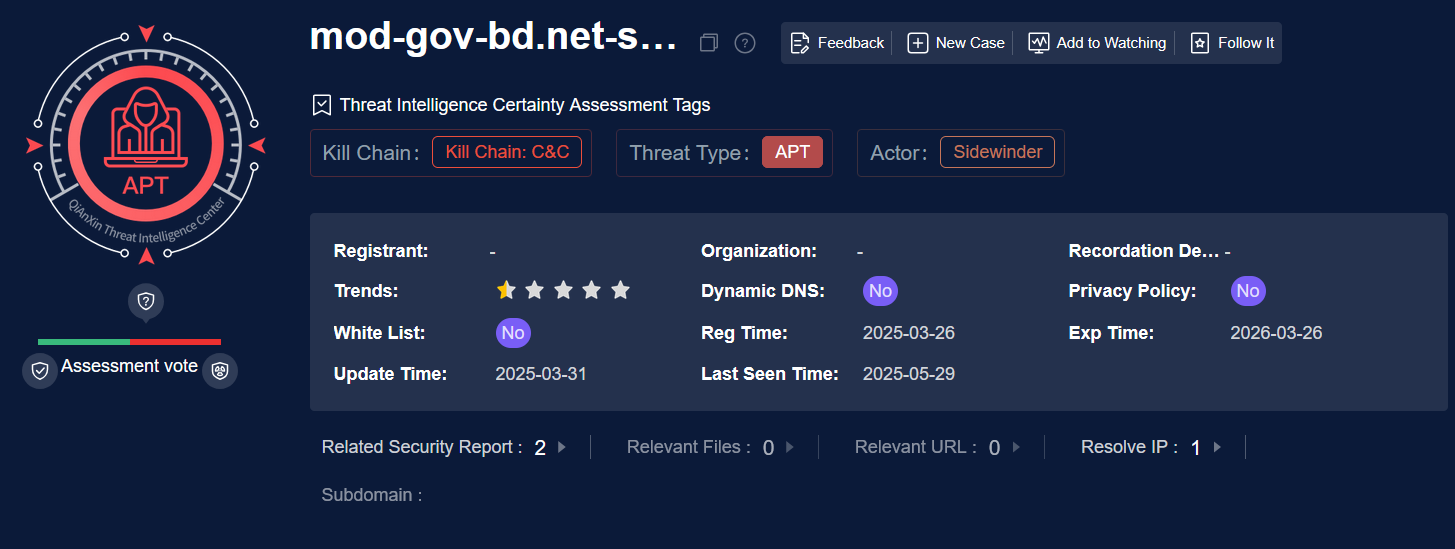 mod-gov-bd.net-s...
Feedback
New Case
Add to Watching
Follow It
Threat Intelligence Certainty Assessment Tags
Kill Chain: Kill Chain: C&C
Threat Type: APT
Actor: Sidewinder
APT
QiAnXin Threat Intelligence Center
Assessment vote
Registrant: -
Organization: -
Recordation De... -
Trends:
Dynamic DNS: No
Privacy Policy: No
White List: No
Reg Time: 2025-03-26
Exp Time: 2026-03-26
Update Time: 2025-03-31
Last Seen Time: 2025-05-29
Related Security Report : 2
Relevant Files : 0
Relevant URL : 0
Resolve IP : 1
Subdomain :